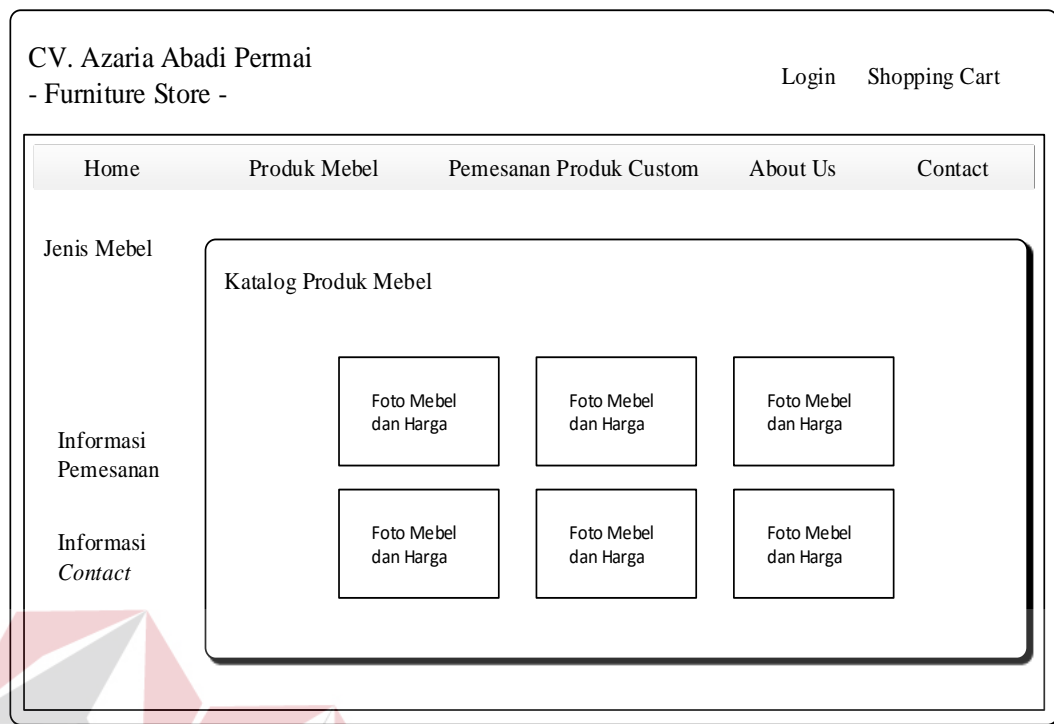 CV. Azaria Abadi Permai
- Furniture Store -
Login Shopping Cart
Home Produk Mebel Pemesanan Produk Custom About Us Contact
Jenis Mebel
Informasi
Pemesanan
Informasi
Contact
Katalog Produk Mebel
Foto Mebel
dan Harga
Foto Mebel
dan Harga
Foto Mebel
dan Harga
Foto Mebel
dan Harga
Foto Mebel
dan Harga
Foto Mebel
dan Harga